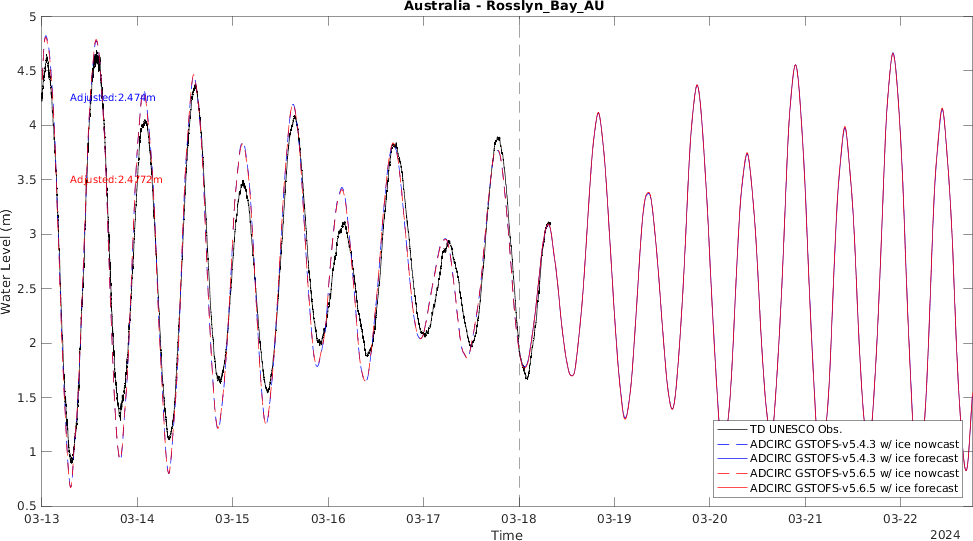 Australia - Rosslyn_Bay_AU
5
4.5
Adjusted:2.474m
4
3.5
Adjusted:2.4772m
3
2.5
2
1.5
1
0.5
Water Level (m)
TD UNESCO Obs.
ADCIRC GSTOFS-v5.4.3 w/ ice nowcast
ADCIRC GSTOFS-v5.4.3 w/ ice forecast
ADCIRC GSTOFS-v5.6.5 w/ ice nowcast
ADCIRC GSTOFS-v5.6.5 w/ ice forecast
03-13 03-14 03-15 03-16 03-17 03-18 03-19 03-20 03-21 03-22
Time
2024